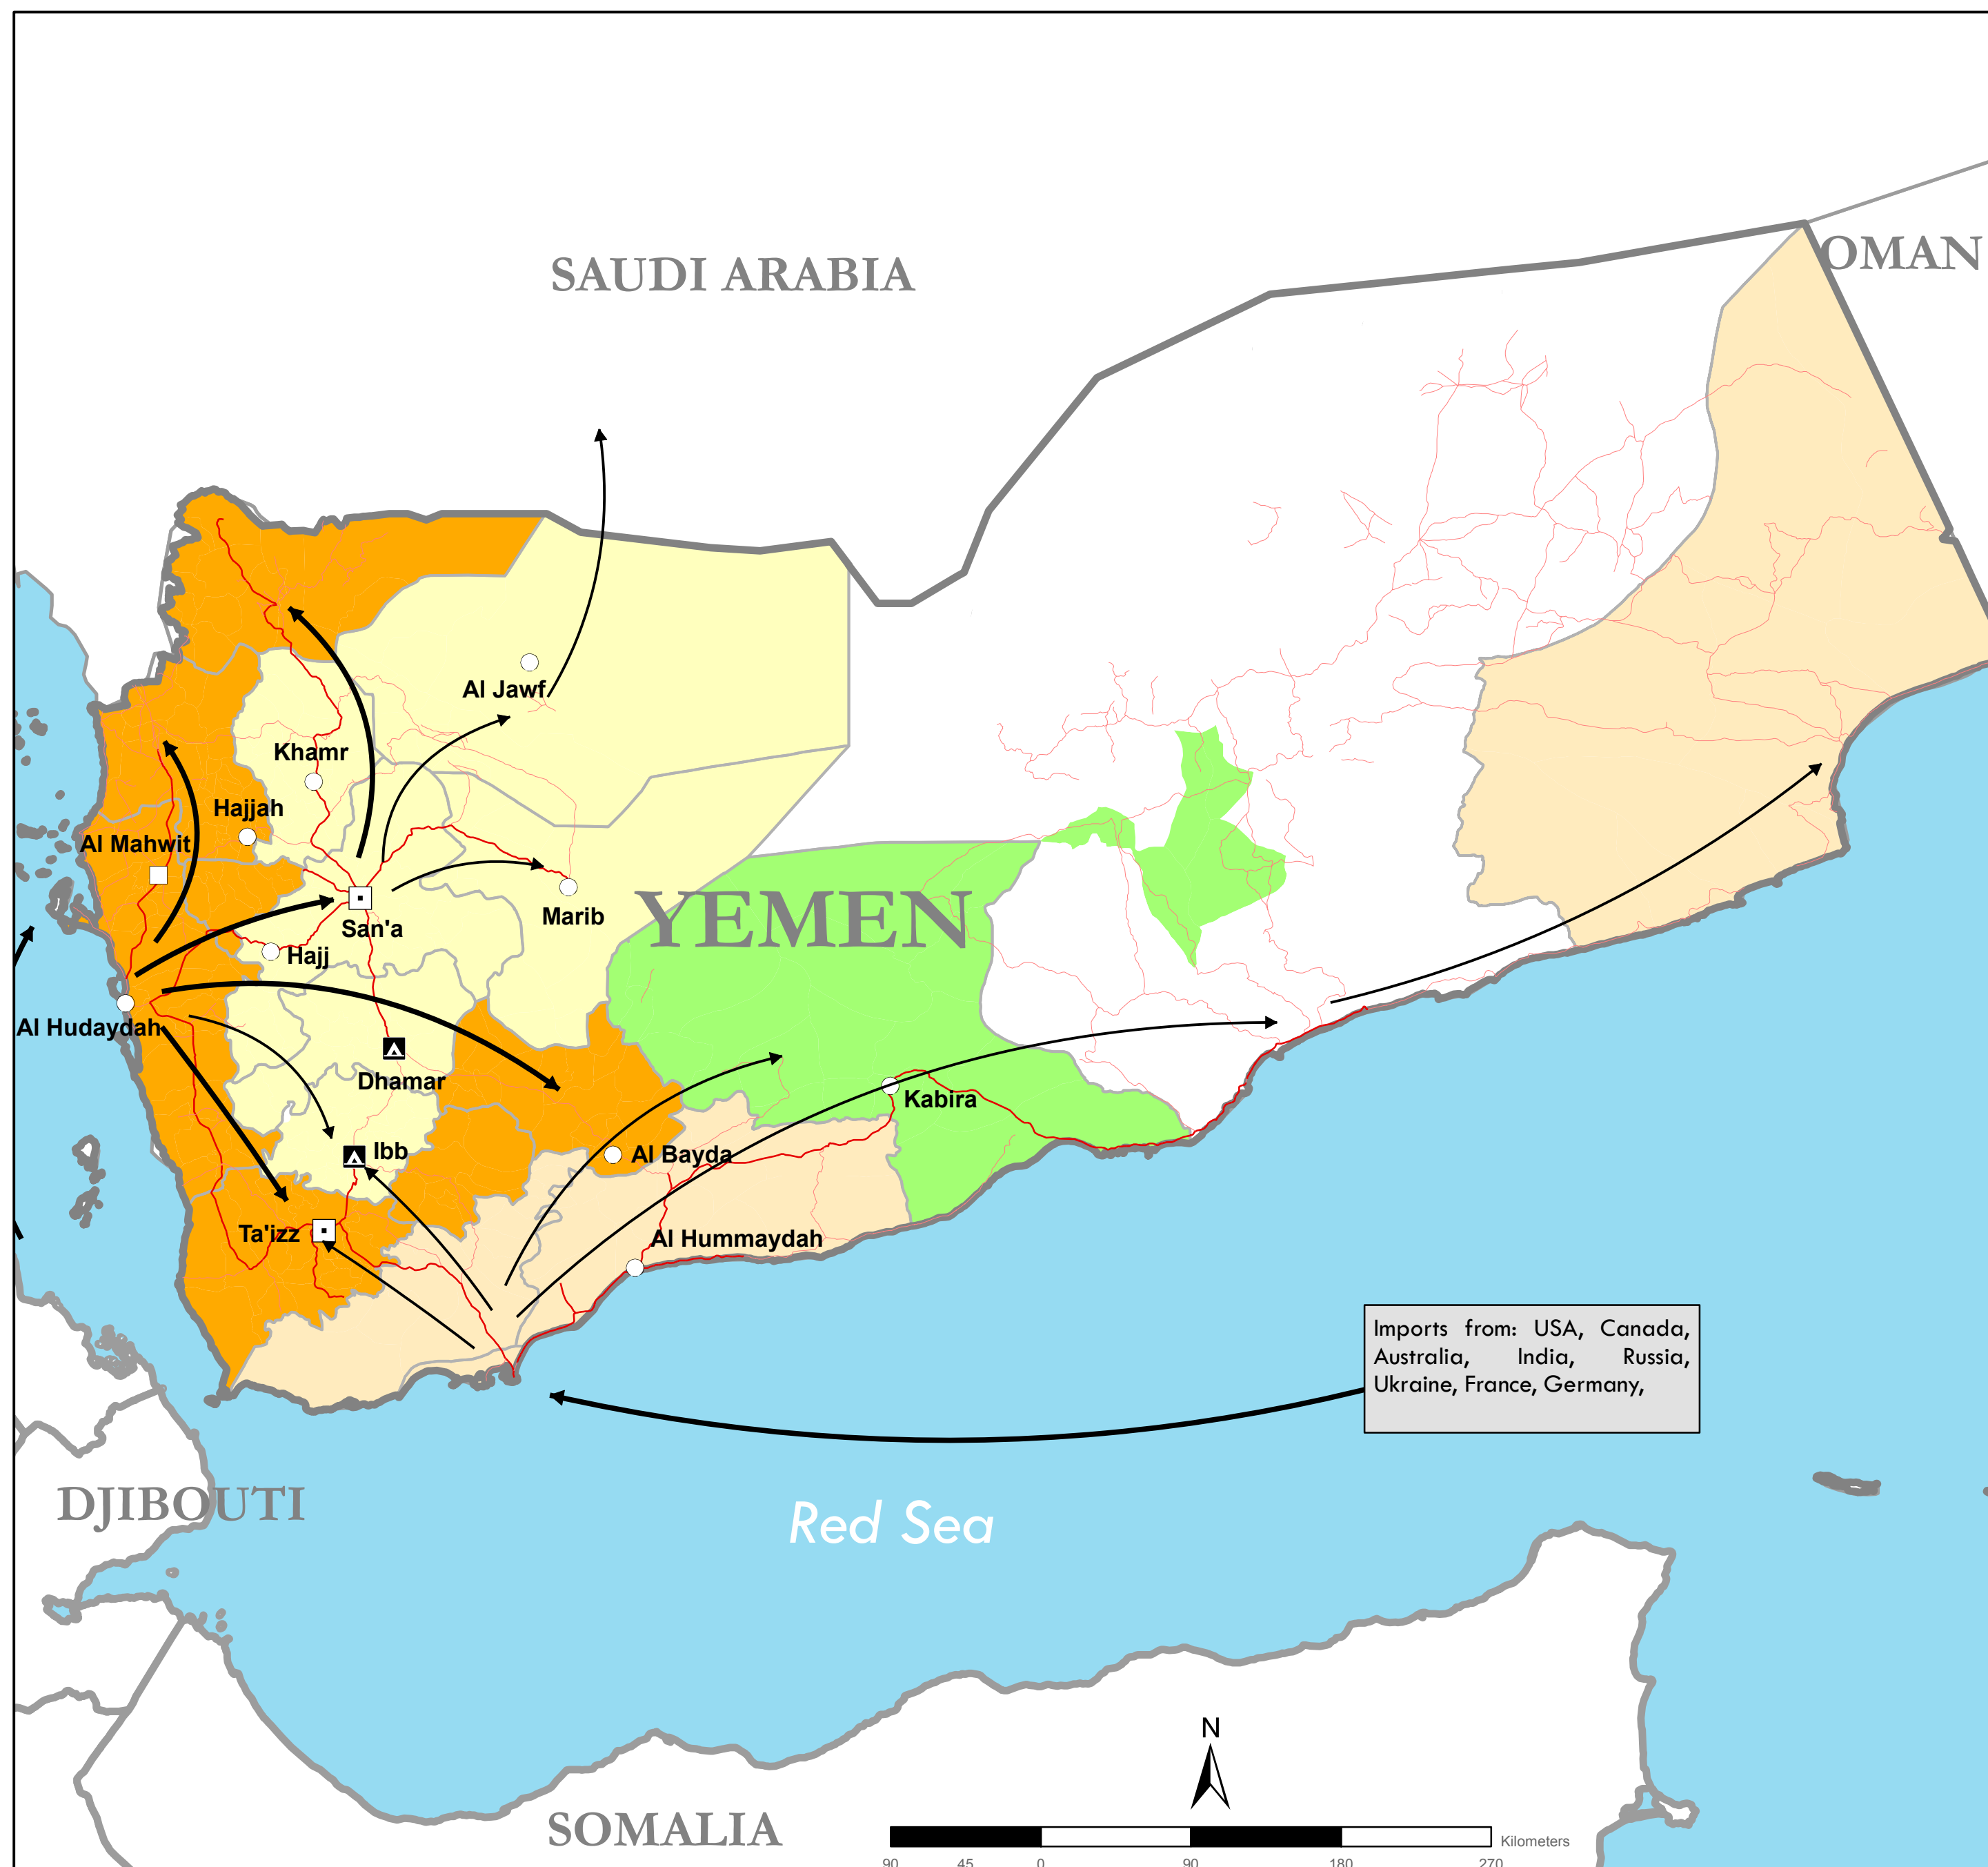 SAUDI ARABIA
OMAN
Al Jawf
Khamr
Hajjah
Al Mahwit
Marib
YEMEN
San'a
Hajj
Al Hudaydah
Dhamar
Kabira
Ibb
Al Bayda
Ta'izz
Al Hummaydah
Imports from: USA, Canada,
Australia, India, Russia,
Ukraine, France, Germany,
DJIBOUTI
Red Sea
N
SOMALIA
Kilometers
90 45 0 90 180 270